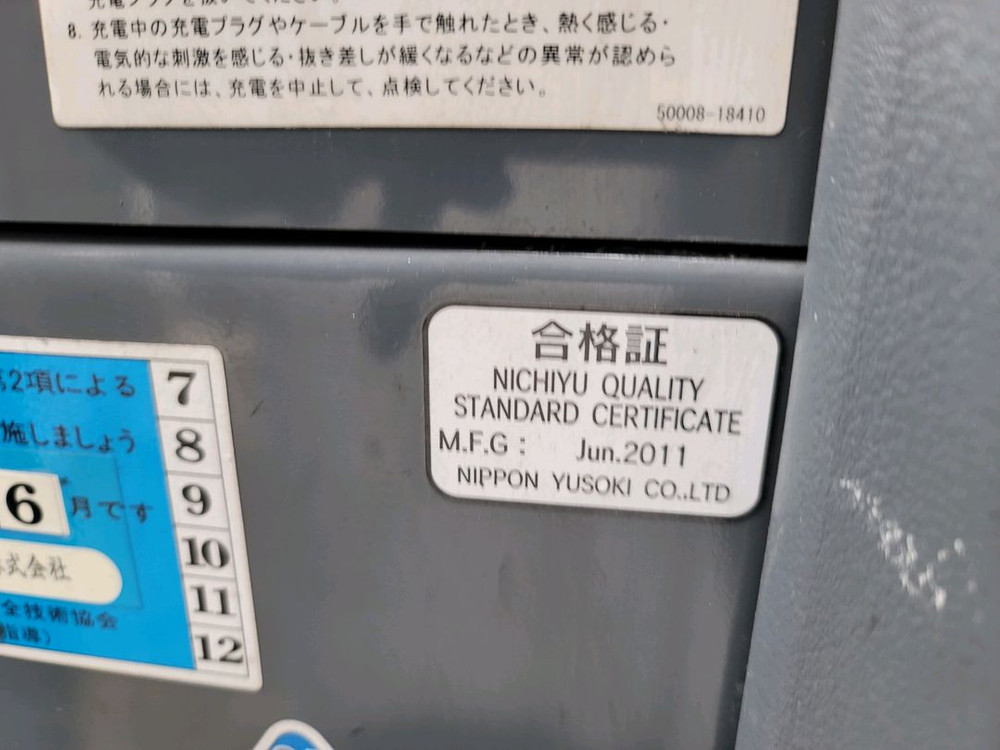 8. 充電中の充電プラグやケーブルを手で触れたとき、熱く感じる・
電気的な刺激を感じる・抜き差しが緩くなるなどの異常が認めら
れる場合には、充電を中止して、点検してください。
50008-18410
合格証
NICHIYU QUALITY
STANDARD CERTIFICATE
M.F.G: Jun.2011
NIPPON YUSOKI CO.,LTD
2項による
施しましょう
6 月です
式会社
全技術協会
指導)
7
8
9
10
11
12